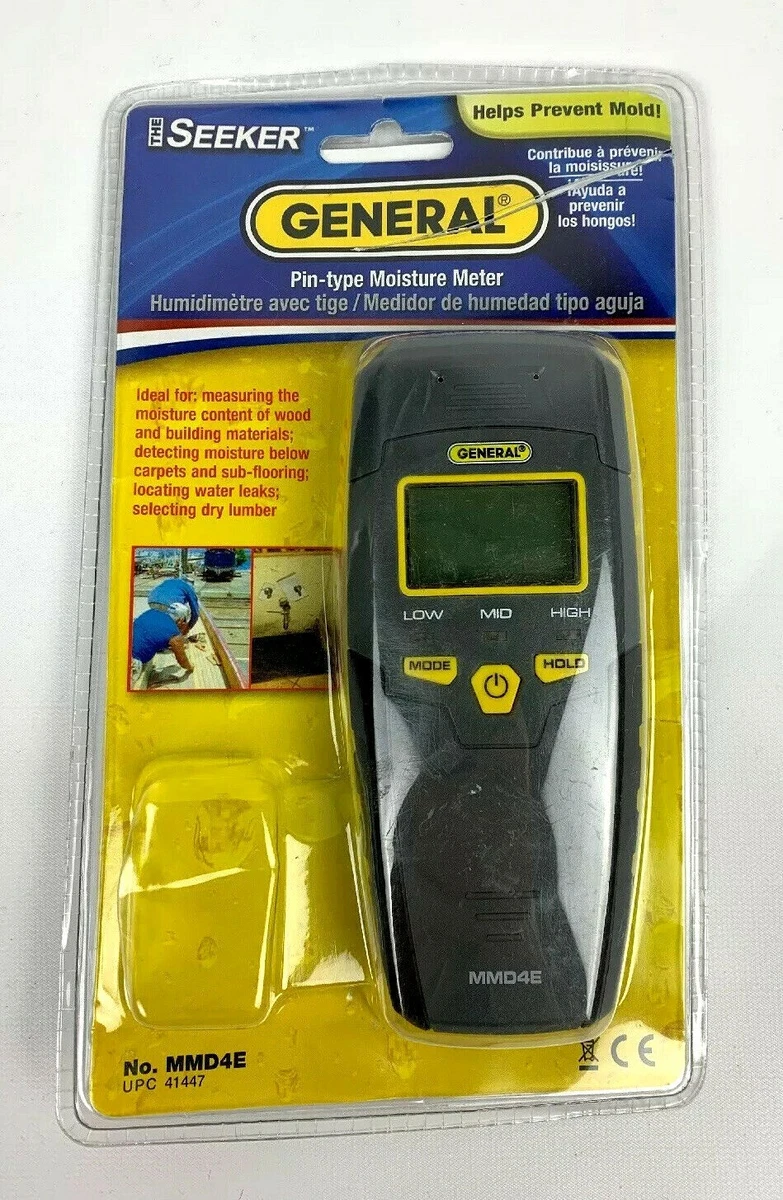 THE SEEKER™
Helps Prevent Mold!
Contribue à prévenir
la moisissure!
¡Ayuda a
prevenir
los hongos!
GENERAL®
Pin-type Moisture Meter
Humidimètre avec tige / Medidor de humedad tipo aguja
Ideal for: measuring the
moisture content of wood
and building materials;
detecting moisture below
carpets and sub-flooring;
locating water leaks;
selecting dry lumber
GENERAL®
LOW MID HIGH
MODE HOLD
MMD4E
No. MMD4E
UPC 41447
CE